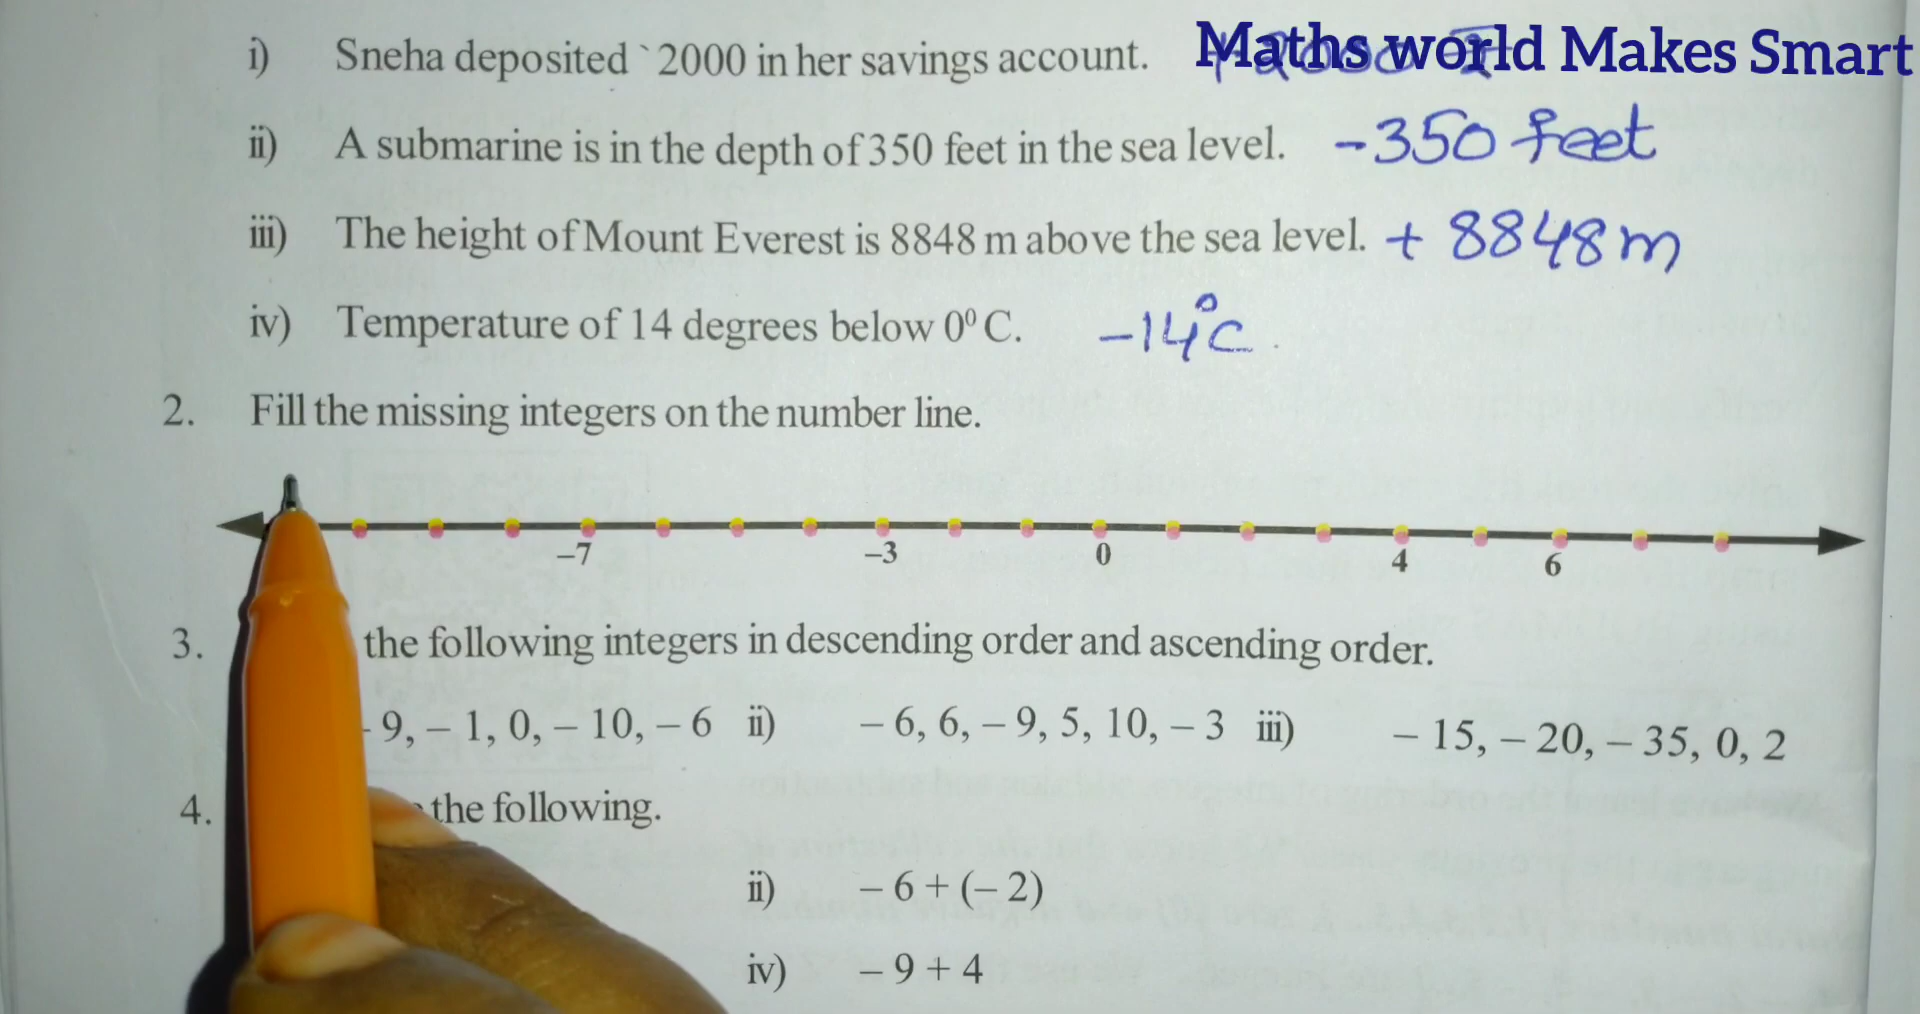 Maths world Makes Smart
i) Sneha deposited ` 2000 in her savings account.
ii) A submarine is in the depth of 350 feet in the sea level. -350 feet
iii) The height of Mount Everest is 8848 m above the sea level. + 8848 m
iv) Temperature of 14 degrees below 0⁰ C. -14°C
2. Fill the missing integers on the number line.
–7 –3 0 4 6
3. the following integers in descending order and ascending order.
- 9, – 1, 0, – 10, – 6 ii) – 6, 6, – 9, 5, 10, – 3 iii) – 15, – 20, – 35, 0, 2
4. the following.
ii) – 6 + (– 2)
iv) – 9 + 4